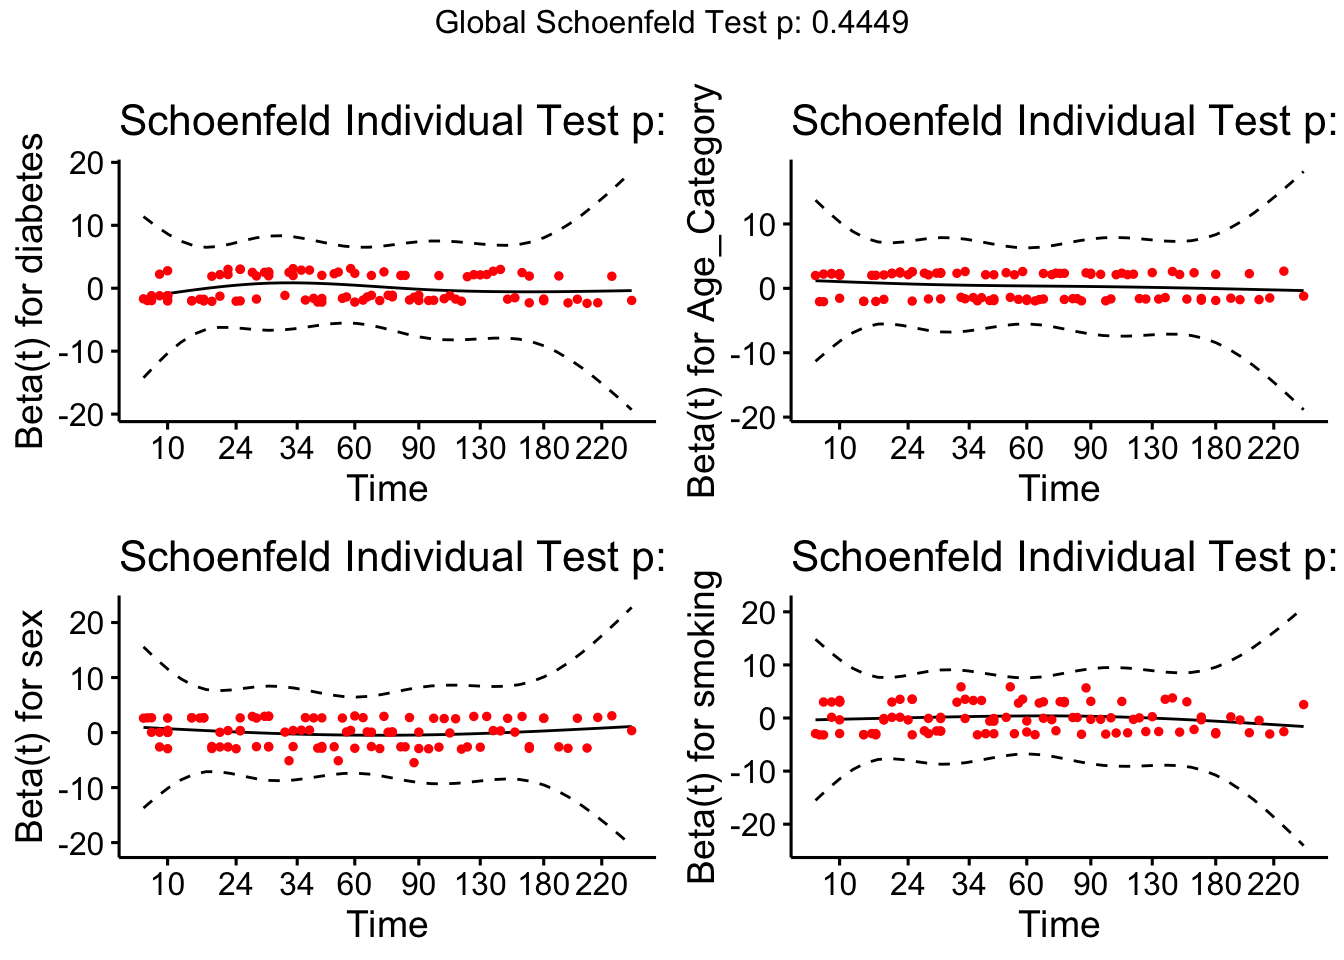 Global Schoenfeld Test p: 0.4449
Schoenfeld Individual Test p:
Beta(t) for diabetes
20
10
0
-10
-20
10 24 34 60 90 130 180 220
Time
Schoenfeld Individual Test p:
Beta(t) for Age_Category
10
0
-10
-20
10 24 34 60 90 130 180 220
Time
Schoenfeld Individual Test p:
Beta(t) for sex
20
10
0
-10
-20
10 24 34 60 90 130 180 220
Time
Schoenfeld Individual Test p:
Beta(t) for smoking
20
10
0
-10
-20
10 24 34 60 90 130 180 220
Time